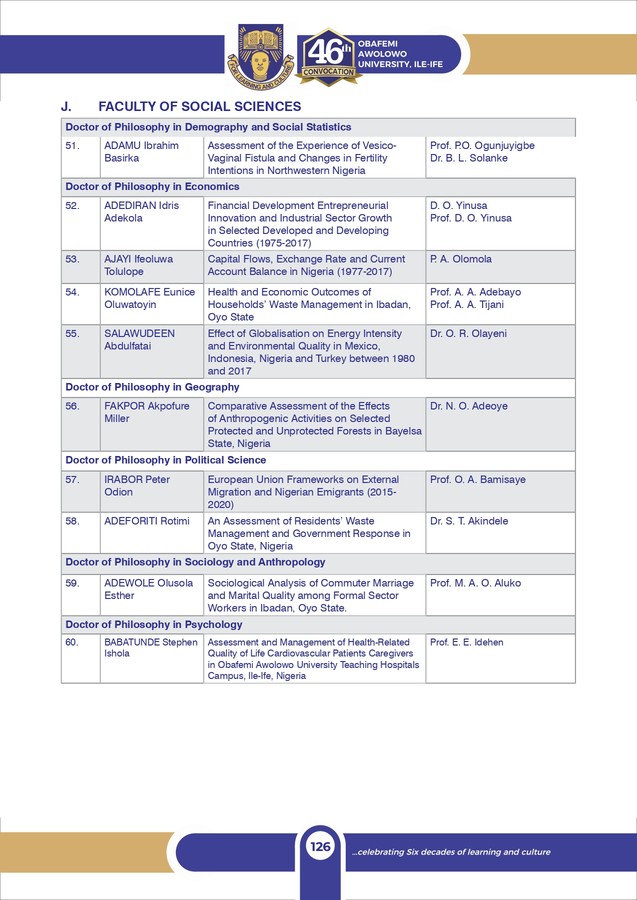 46th
CONVOCATION
OBAFEMI
AWOLOWO
UNIVERSITY, ILE-IFE
FOR LEARNING AND CULTURE
J. FACULTY OF SOCIAL SCIENCES
Doctor of Philosophy in Demography and Social Statistics
51. ADAMU Ibrahim Assessment of the Experience of Vesico- Prof. P.O. Ogunjuyigbe
Basirka Vaginal Fistula and Changes in Fertility Dr. B. L. Solanke
Intentions in Northwestern Nigeria
Doctor of Philosophy in Economics
52. ADEDIRAN Idris Financial Development Entrepreneurial D. O. Yinusa
Adekola Innovation and Industrial Sector Growth Prof. D. O. Yinusa
in Selected Developed and Developing
Countries (1975-2017)
53. AJAYI Ifeoluwa Capital Flows, Exchange Rate and Current P. A. Olomola
Tolulope Account Balance in Nigeria (1977-2017)
54. KOMOLAFE Eunice Health and Economic Outcomes of Prof. A. A. Adebayo
Oluwatoyin Households' Waste Management in Ibadan, Prof. A. A. Tijani
Oyo State
55. SALAWUDEEN Effect of Globalisation on Energy Intensity Dr. O. R. Olayeni
Abdulfatai and Environmental Quality in Mexico,
Indonesia, Nigeria and Turkey between 1980
and 2017
Doctor of Philosophy in Geography
56. FAKPOR Akpofure Comparative Assessment of the Effects Dr. N. O. Adeoye
Miller of Anthropogenic Activities on Selected
Protected and Unprotected Forests in Bayelsa
State, Nigeria
Doctor of Philosophy in Political Science
57. IRABOR Peter European Union Frameworks on External Prof. O. A. Bamisaye
Odion Migration and Nigerian Emigrants (2015-
2020)
58. ADEFORITI Rotimi An Assessment of Residents' Waste Dr. S. T. Akindele
Management and Government Response in
Oyo State, Nigeria
Doctor of Philosophy in Sociology and Anthropology
59. ADEWOLE Olusola Sociological Analysis of Commuter Marriage Prof. M. A. O. Aluko
Esther and Marital Quality among Formal Sector
Workers in Ibadan, Oyo State.
Doctor of Philosophy in Psychology
60. BABATUNDE Stephen Assessment and Management of Health-Related Prof. E. E. Idehen
Ishola Quality of Life Cardiovascular Patients Caregivers
in Obafemi Awolowo University Teaching Hospitals
Campus, Ile-Ife, Nigeria
126
...celebrating Six decades of learning and culture